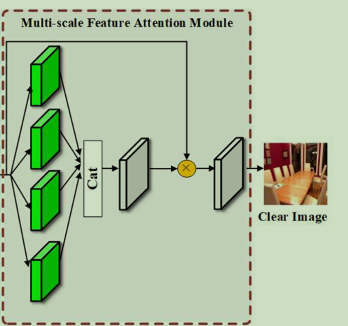 Multi-scale Feature Attention Module
Cat
Clear Image